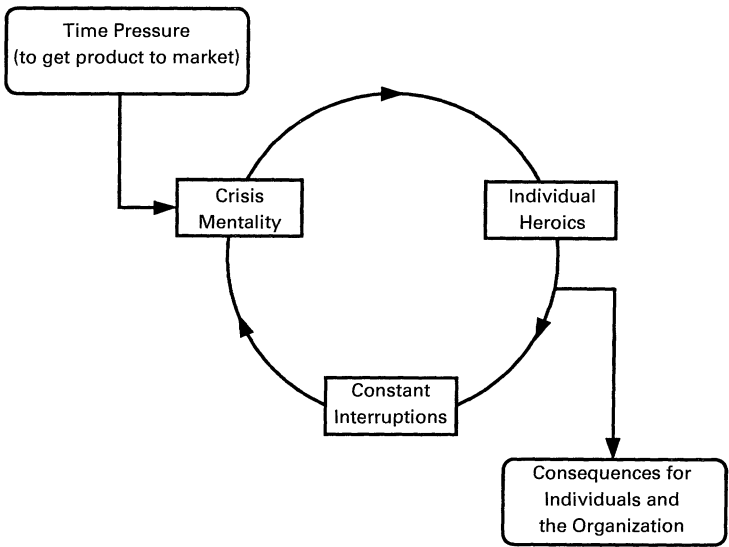 Time Pressure
(to get product to market)
Crisis
Mentality
Individual
Heroics
Constant
Interruptions
Consequences for
Individuals and
the Organization